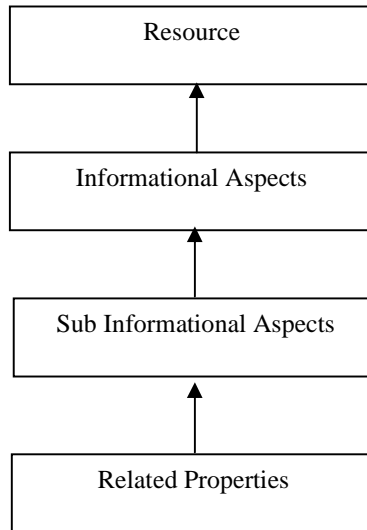 Resource
Informational Aspects
Sub Informational Aspects
Related Properties